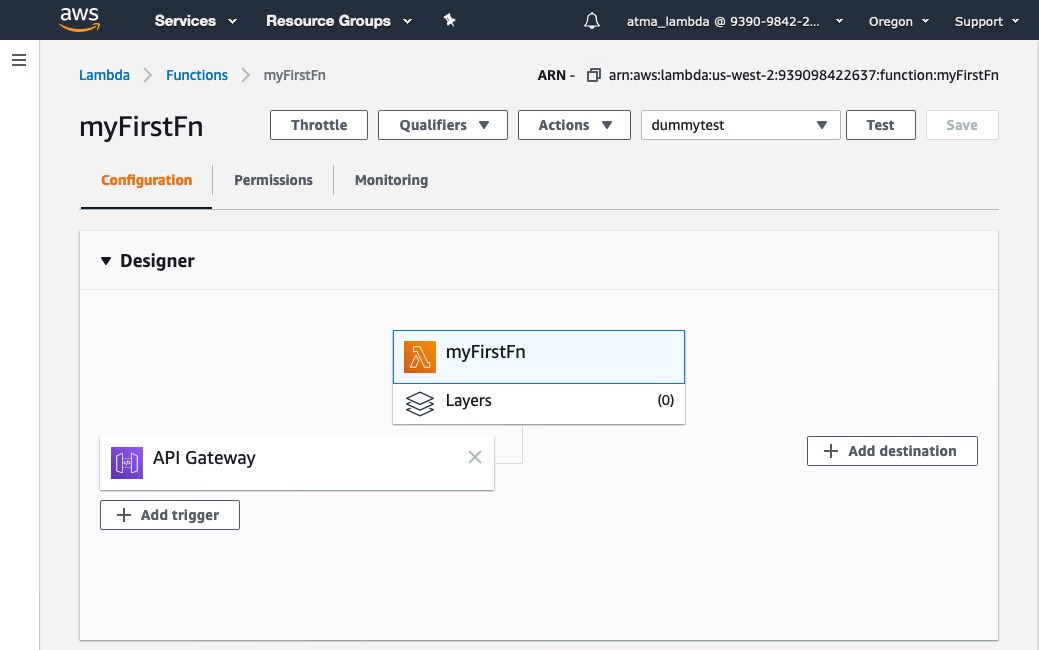 aws Services Resource Groups atma_lambda @ 9390-9842-2... Oregon Support
Lambda Functions myFirstFn ARN - arn:aws:lambda:us-west-2:939098422637:function:myFirstFn
myFirstFn Throttle Qualifiers Actions dummytest Test Save
Configuration Permissions Monitoring
Designer
myFirstFn
Layers (0)
API Gateway
Add destination
Add trigger